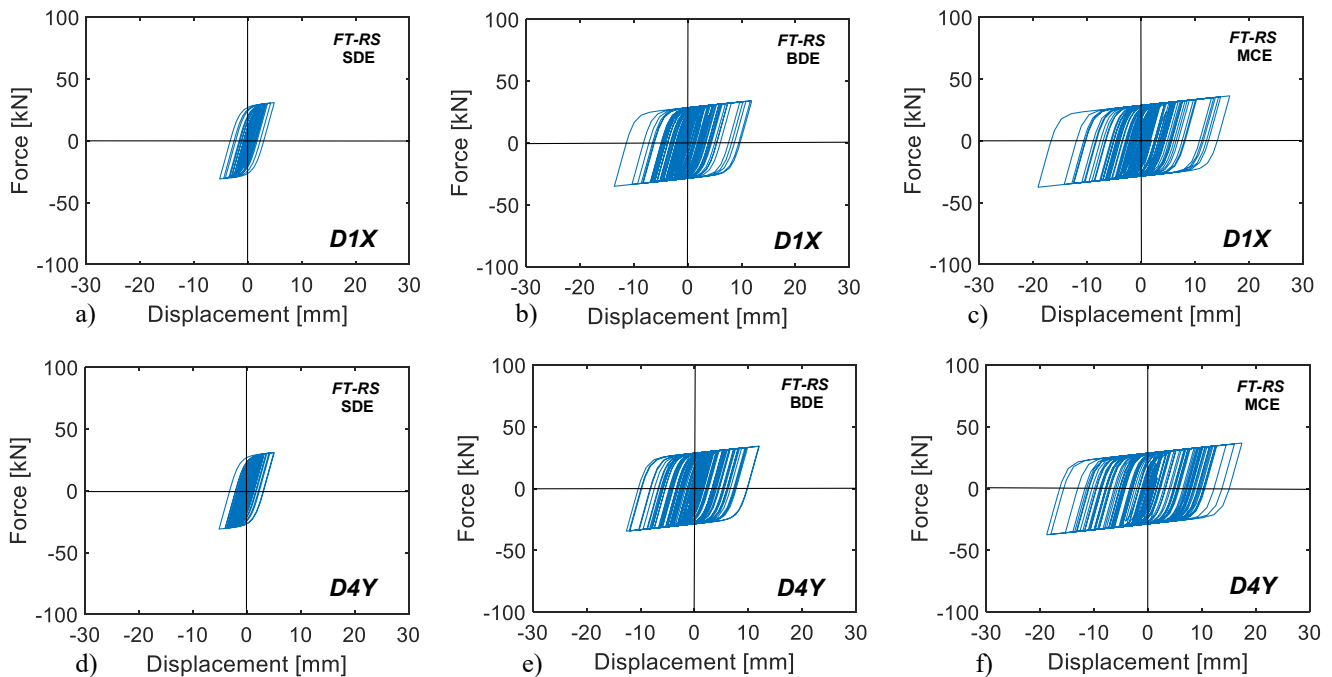 100
50
0
-50
-100
Force [kN]
FT-RS
SDE
D1X
-30 -20 -10 0 10 20 30
a) Displacement [mm]
100
50
0
-50
-100
Force [kN]
FT-RS
BDE
D1X
-30 -20 -10 0 10 20 30
b) Displacement [mm]
100
50
0
-50
-100
Force [kN]
FT-RS
MCE
D1X
-30 -20 -10 0 10 20 30
c) Displacement [mm]
100
50
0
-50
-100
Force [kN]
FT-RS
SDE
D4Y
-30 -20 -10 0 10 20 30
d) Displacement [mm]
100
50
0
-50
-100
Force [kN]
FT-RS
BDE
D4Y
-30 -20 -10 0 10 20 30
e) Displacement [mm]
100
50
0
-50
-100
Force [kN]
FT-RS
MCE
D4Y
-30 -20 -10 0 10 20 30
f) Displacement [mm]